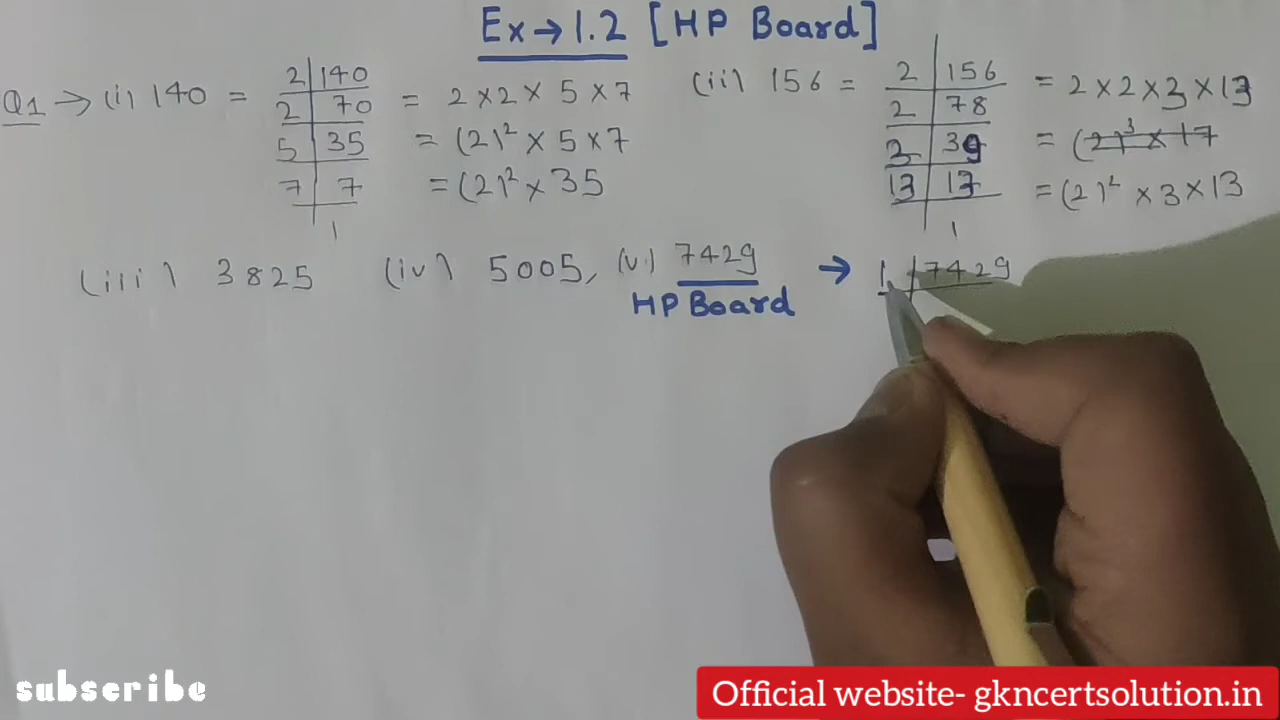 Ex→1.2 [HP Board]
Q1 → (i) 140 =
2 | 140
2 | 70
5 | 35
7 | 7
1
= 2 × 2 × 5 × 7
= (2)² × 5 × 7
= (2)² × 35
(ii) 156 =
2 | 156
2 | 78
3 | 39
13 | 13
1
= 2 × 2 × 3 × 13
= (2)³ × 17
= (2)² × 3 × 13
(iii) 3825 (iv) 5005, (v) 7429 → 1 | 7429
HP Board
subscribe
Official website- gkncertsolution.in